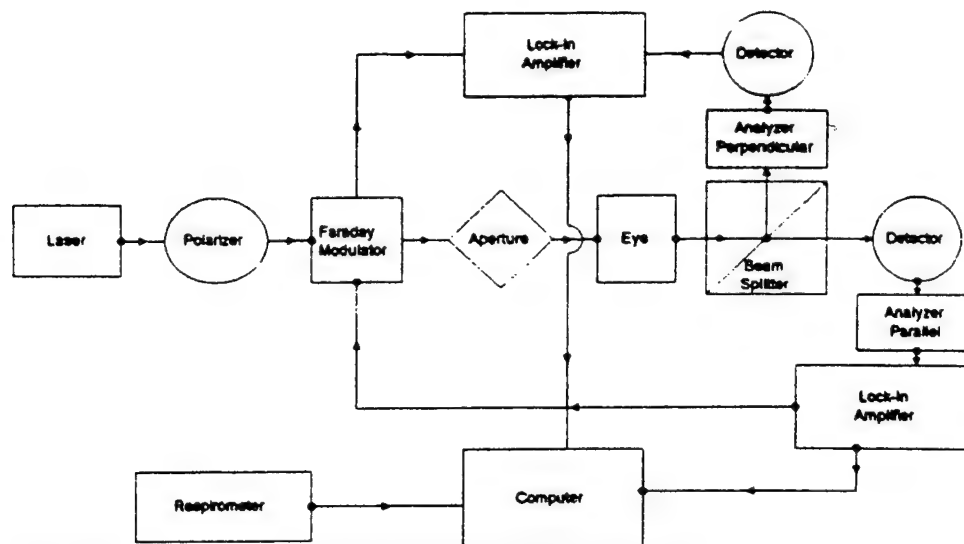 Lock-In
Amplifier
Detector
Analyzer
Perpendicular
Laser
Polarizer
Faraday
Modulator
Aperture
Eye
Beam
Splitter
Detector
Analyzer
Parallel
Lock-In
Amplifier
Respirometer
Computer